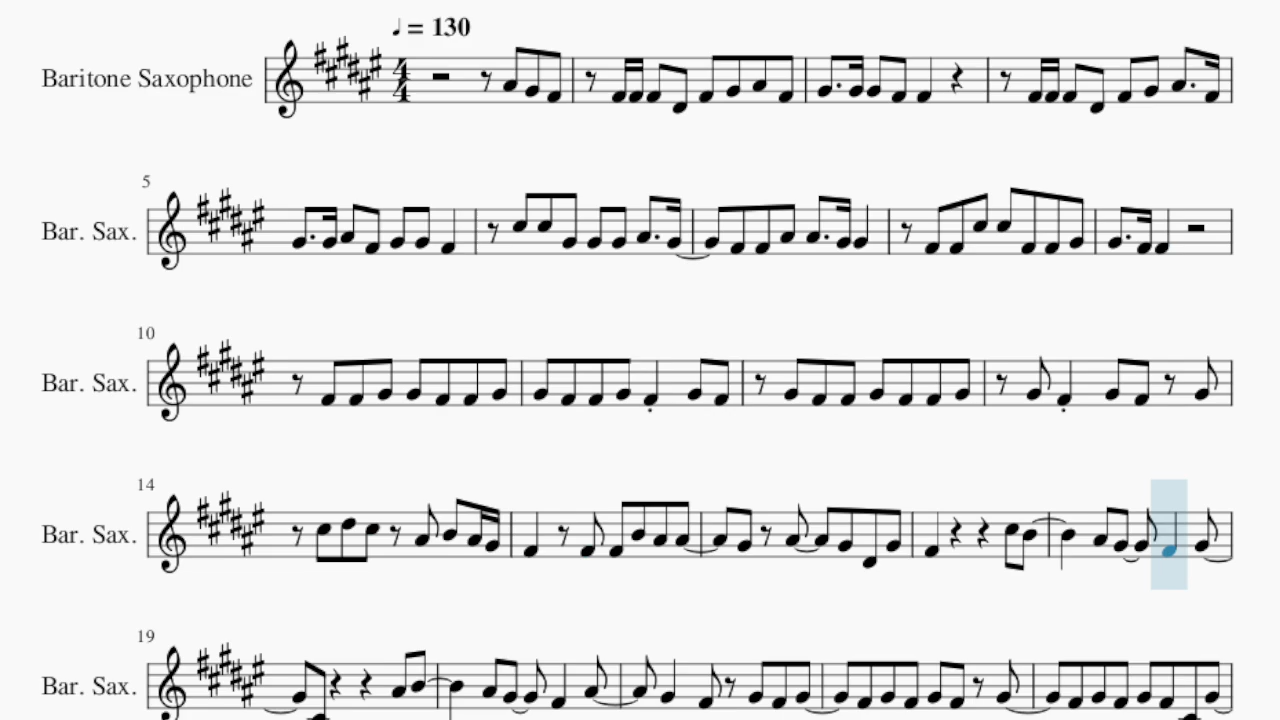 ♩ = 130
Baritone Saxophone
4
4
5
Bar. Sax.
10
Bar. Sax.
14
Bar. Sax.
19
Bar. Sax.